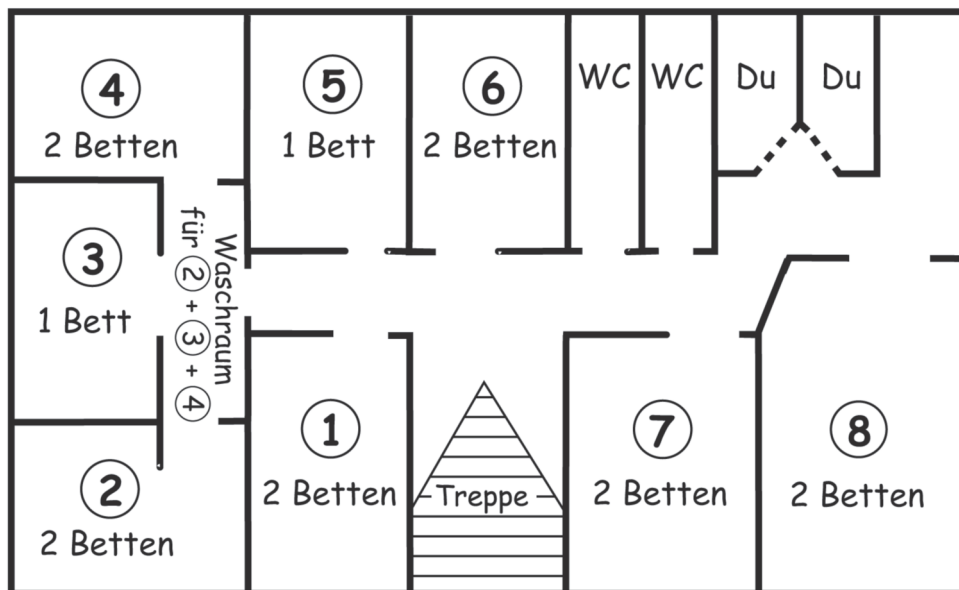 4
2 Betten
5
1 Bett
6
2 Betten
WC
WC
Du
Du
3
1 Bett
Waschraum
für 2 + 3 + 4
1
2 Betten
Treppe
7
2 Betten
8
2 Betten
2
2 Betten